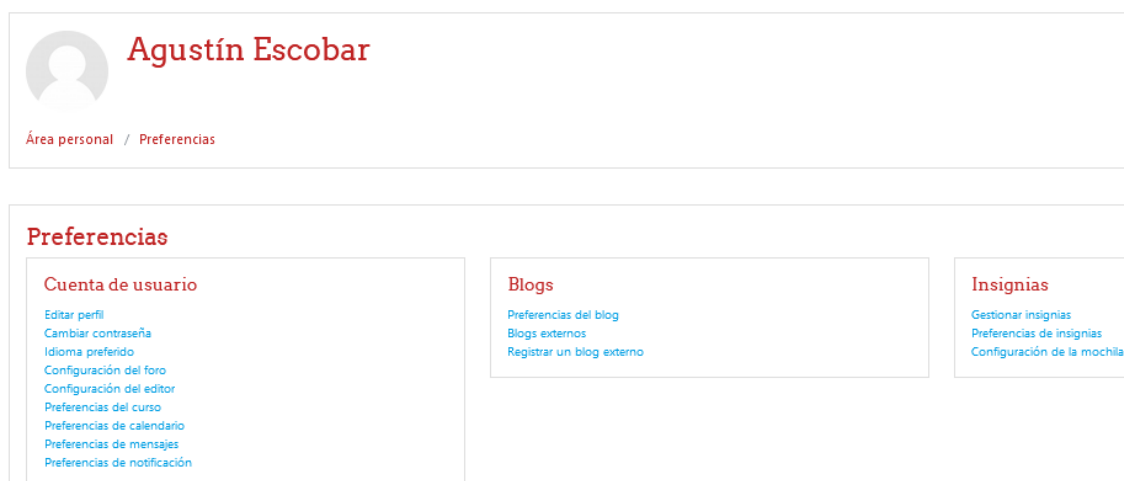 Agustín Escobar
Área personal / Preferencias
Preferencias
Cuenta de usuario
Editar perfil
Cambiar contraseña
Idioma preferido
Configuración del foro
Configuración del editor
Preferencias del curso
Preferencias de calendario
Preferencias de mensajes
Preferencias de notificación
Blogs
Preferencias del blog
Blogs externos
Registrar un blog externo
Insignias
Gestionar insignias
Preferencias de insignias
Configuración de la mochila